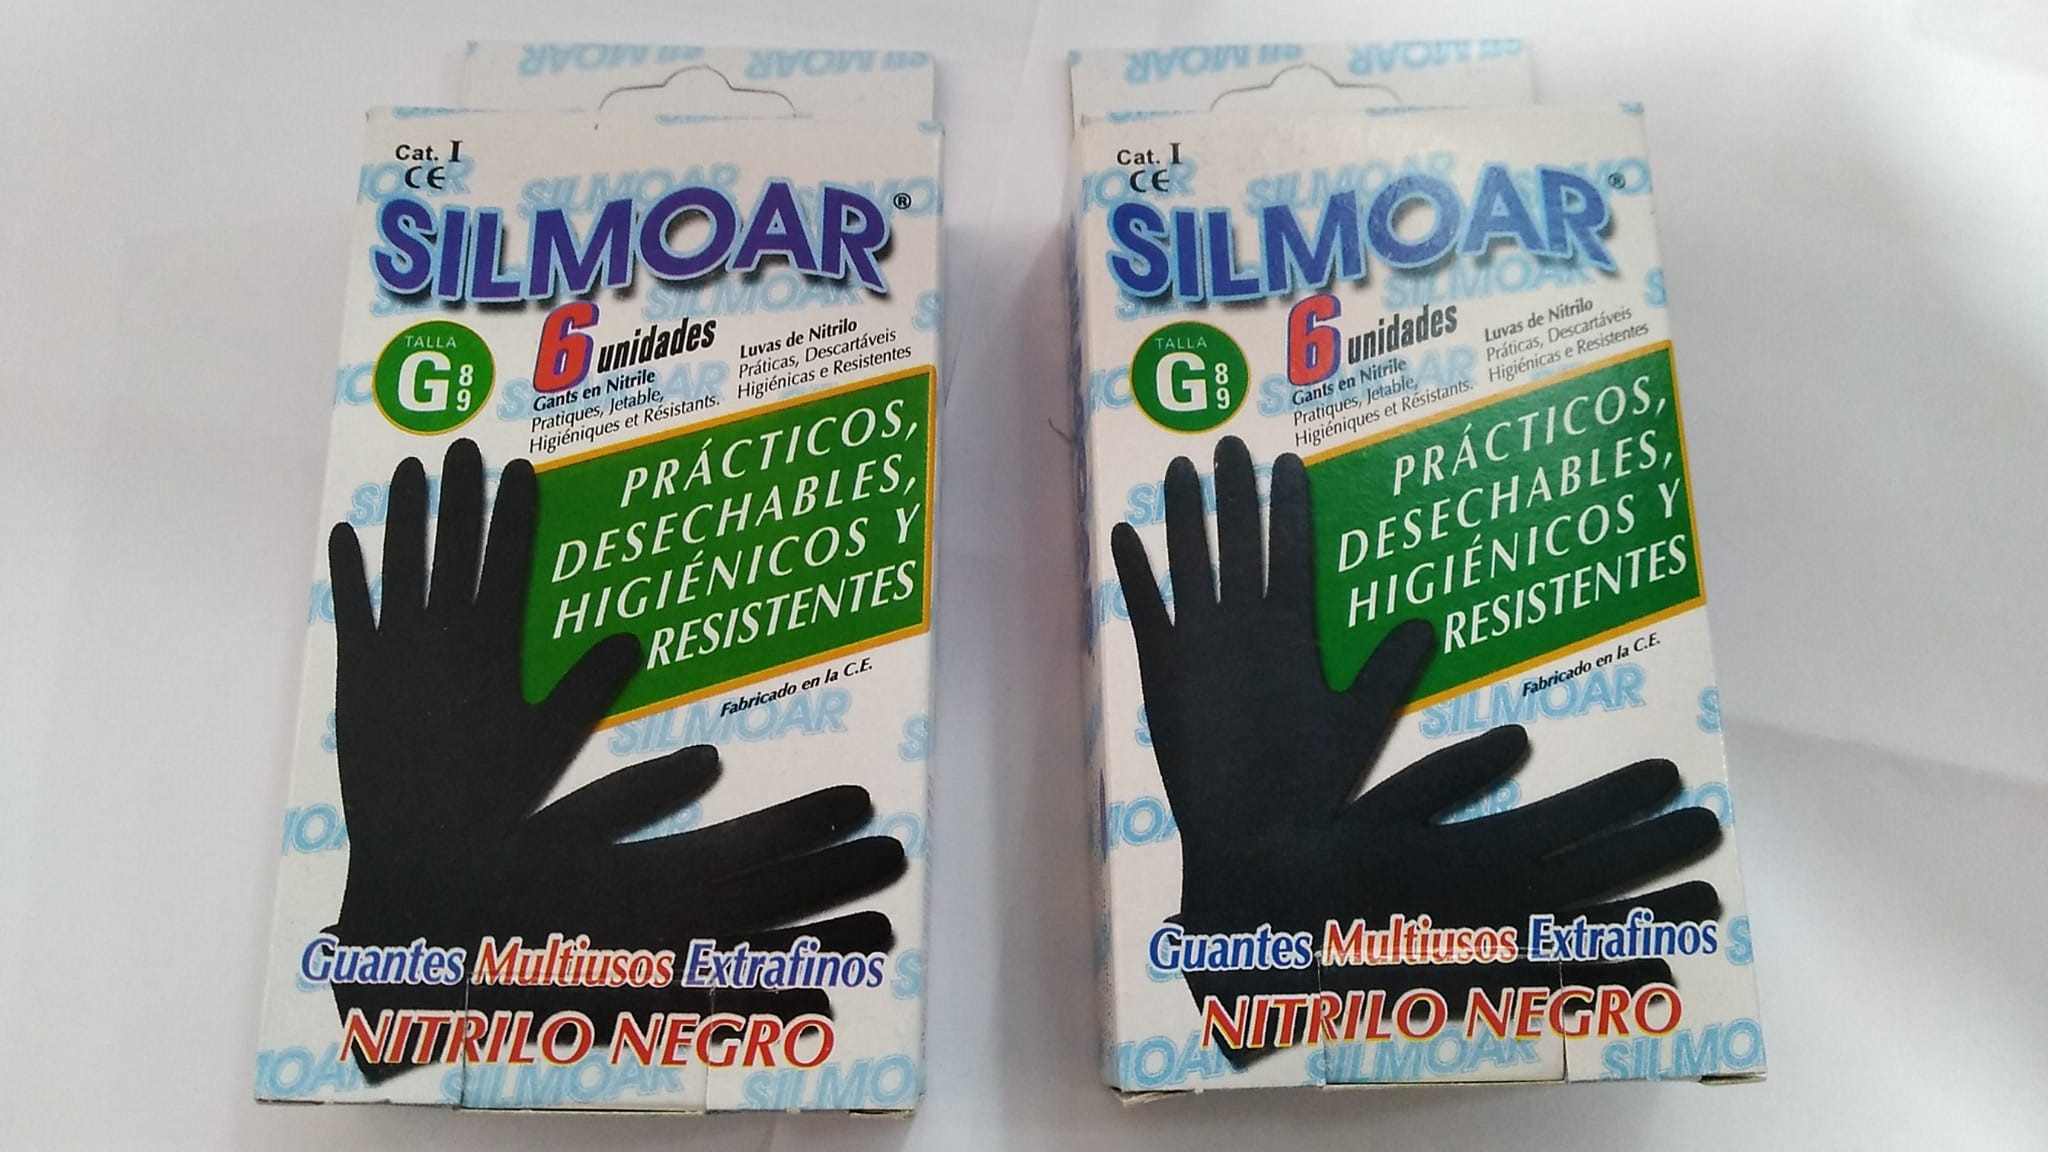 Cat. I
CE
SILMOAR®
TALLA
G 8 9
6 unidades
Gants en Nitrile
Pratiques, Jetable,
Higiéniques et Résistants.
Luvas de Nitrilo
Práticas, Descartáveis
Higiénicas e Resistentes
PRÁCTICOS,
DESECHABLES,
HIGIÉNICOS Y
RESISTENTES
Fabricado en la C.E.
Guantes Multiusos Extrafinos
NITRILO NEGRO
Cat. I
CE
SILMOAR®
TALLA
G 8 9
6 unidades
Gants en Nitrile
Pratiques, Jetable,
Higiéniques et Résistants.
Luvas de Nitrilo
Práticas, Descartáveis
Higiénicas e Resistentes
PRÁCTICOS,
DESECHABLES,
HIGIÉNICOS Y
RESISTENTES
Fabricado en la C.E.
Guantes Multiusos Extrafinos
NITRILO NEGRO